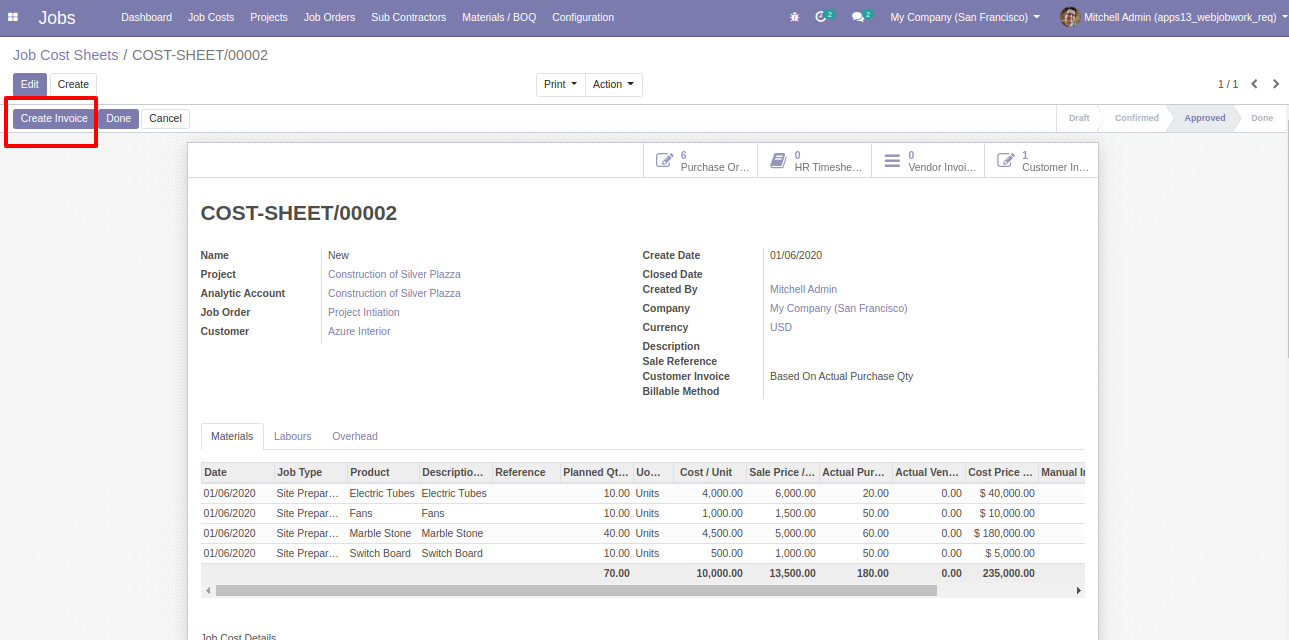 Jobs Dashboard Job Costs Projects Job Orders Sub Contractors Materials / BOQ Configuration 2 2 My Company (San Francisco) Mitchell Admin (apps13_webjobwork_req)
Job Cost Sheets / COST-SHEET/00002
Edit Create Print Action 1 / 1
Create Invoice Done Cancel Draft Confirmed Approved Done
6 Purchase Or... 0 HR Timeshe... 0 Vendor Invoi... 1 Customer In...
COST-SHEET/00002
Name New
Project Construction of Silver Plazza
Analytic Account Construction of Silver Plazza
Job Order Project Intiation
Customer Azure Interior
Create Date 01/06/2020
Closed Date
Created By Mitchell Admin
Company My Company (San Francisco)
Currency USD
Description
Sale Reference
Customer Invoice Based On Actual Purchase Qty
Billable Method
Materials Labours Overhead
Date Job Type Product Descriptio... Reference Planned Qt... Uo... Cost / Unit Sale Price /... Actual Pur... Actual Ven... Cost Price ... Manual In
01/06/2020 Site Prepar... Electric Tubes Electric Tubes 10.00 Units 4,000.00 6,000.00 20.00 0.00 $ 40,000.00
01/06/2020 Site Prepar... Fans Fans 10.00 Units 1,000.00 1,500.00 50.00 0.00 $ 10,000.00
01/06/2020 Site Prepar... Marble Stone Marble Stone 40.00 Units 4,500.00 5,000.00 60.00 0.00 $ 180,000.00
01/06/2020 Site Prepar... Switch Board Switch Board 10.00 Units 500.00 1,000.00 50.00 0.00 $ 5,000.00
70.00 10,000.00 13,500.00 180.00 0.00 235,000.00
Job Cost Details